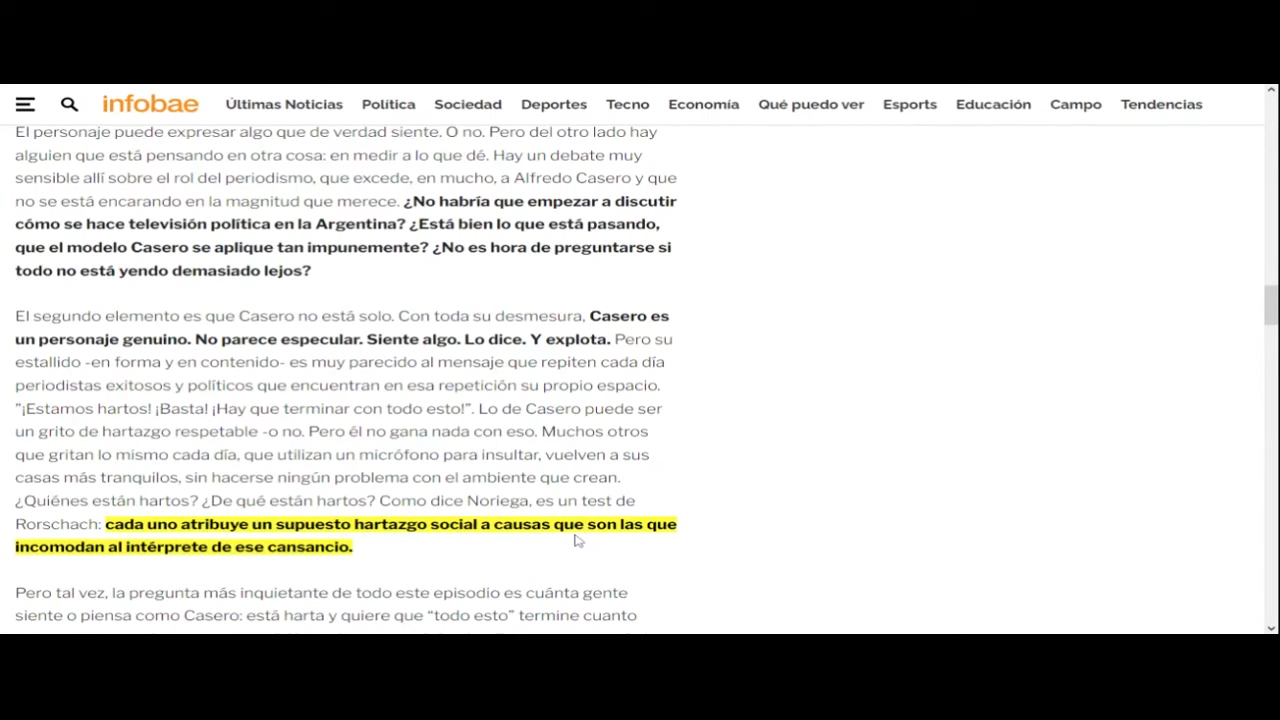 infobae Últimas Noticias Política Sociedad Deportes Tecno Economía Qué puedo ver Esports Educación Campo Tendencias
El personaje puede expresar algo que de verdad siente. O no. Pero del otro lado hay
alguien que está pensando en otra cosa: en medir a lo que dé. Hay un debate muy
sensible allí sobre el rol del periodismo, que excede, en mucho, a Alfredo Casero y que
no se está encarando en la magnitud que merece. ¿No habría que empezar a discutir
cómo se hace televisión política en la Argentina? ¿Está bien lo que está pasando,
que el modelo Casero se aplique tan impunemente? ¿No es hora de preguntarse si
todo no está yendo demasiado lejos?
El segundo elemento es que Casero no está solo. Con toda su desmesura, Casero es
un personaje genuino. No parece especular. Siente algo. Lo dice. Y explota. Pero su
estallido -en forma y en contenido- es muy parecido al mensaje que repiten cada día
periodistas exitosos y políticos que encuentran en esa repetición su propio espacio.
"¡Estamos hartos! ¡Basta! ¡Hay que terminar con todo esto!". Lo de Casero puede ser
un grito de hartazgo respetable -o no. Pero él no gana nada con eso. Muchos otros
que gritan lo mismo cada día, que utilizan un micrófono para insultar, vuelven a sus
casas más tranquilos, sin hacerse ningún problema con el ambiente que crean.
¿Quiénes están hartos? ¿De qué están hartos? Como dice Noriega, es un test de
Rorschach: cada uno atribuye un supuesto hartazgo social a causas que son las que
incomodan al intérprete de ese cansancio.
Pero tal vez, la pregunta más inquietante de todo este episodio es cuánta gente
siente o piensa como Casero: está harta y quiere que “todo esto” termine cuanto